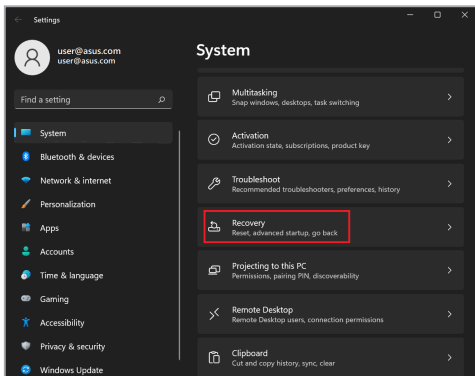 Settings
user@asus.com
user@asus.com
Find a setting
System
Bluetooth & devices
Network & internet
Personalization
Apps
Accounts
Time & language
Gaming
Accessibility
Privacy & security
Windows Update
System
Multitasking
Snap windows, desktops, task switching
Activation
Activation state, subscriptions, product key
Troubleshoot
Recommended troubleshooters, preferences, history
Recovery
Reset, advanced startup, go back
Projecting to this PC
Permissions, pairing PIN, discoverability
Remote Desktop
Remote Desktop users, connection permissions
Clipboard
Cut and copy history, sync, clear